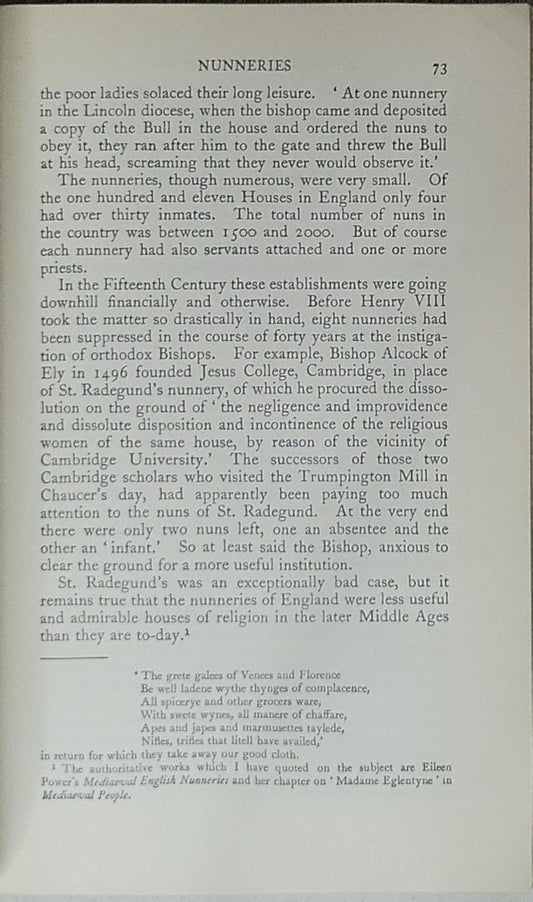 NUNNERIES 73
the poor ladies solaced their long leisure. ‘ At one nunnery
in the Lincoln diocese, when the bishop came and deposited
a copy of the Bull in the house and ordered the nuns to
obey it, they ran after him to the gate and threw the Bull
at his head, screaming that they never would observe it.’
The nunneries, though numerous, were very small. Of
the one hundred and eleven Houses in England only four
had over thirty inmates. The total number of nuns in
the country was between 1500 and 2000. But of course
each nunnery had also servants attached and one or more
priests.
In the Fifteenth Century these establishments were going
downhill financially and otherwise. Before Henry VIII
took the matter so drastically in hand, eight nunneries had
been suppressed in the course of forty years at the instiga-
tion of orthodox Bishops. For example, Bishop Alcock of
Ely in 1496 founded Jesus College, Cambridge, in place
of St. Radegund’s nunnery, of which he procured the disso-
lution on the ground of ‘ the negligence and improvidence
and dissolute disposition and incontinence of the religious
women of the same house, by reason of the vicinity of
Cambridge University.’ The successors of those two
Cambridge scholars who visited the Trumpington Mill in
Chaucer’s day, had apparently been paying too much
attention to the nuns of St. Radegund. At the very end
there were only two nuns left, one an absentee and the
other an ‘ infant.’ So at least said the Bishop, anxious to
clear the ground for a more useful institution.
St. Radegund’s was an exceptionally bad case, but it
remains true that the nunneries of England were less useful
and admirable houses of religion in the later Middle Ages
than they are to-day.¹
‘ The grete galees of Venees and Florence
Be well ladene wythe thynges of complacence,
All spicerye and other grocers ware,
With swete wynes, all manere of chaffare,
Apes and japes and marmusettes taylede,
Nifles, trifles that litell have availed,’
in return for which they take away our good cloth.
¹ The authoritative works which I have quoted on the subject are Eileen
Power’s Mediaeval English Nunneries and her chapter on ‘ Madame Eglentyne ’ in
Mediaeval People.